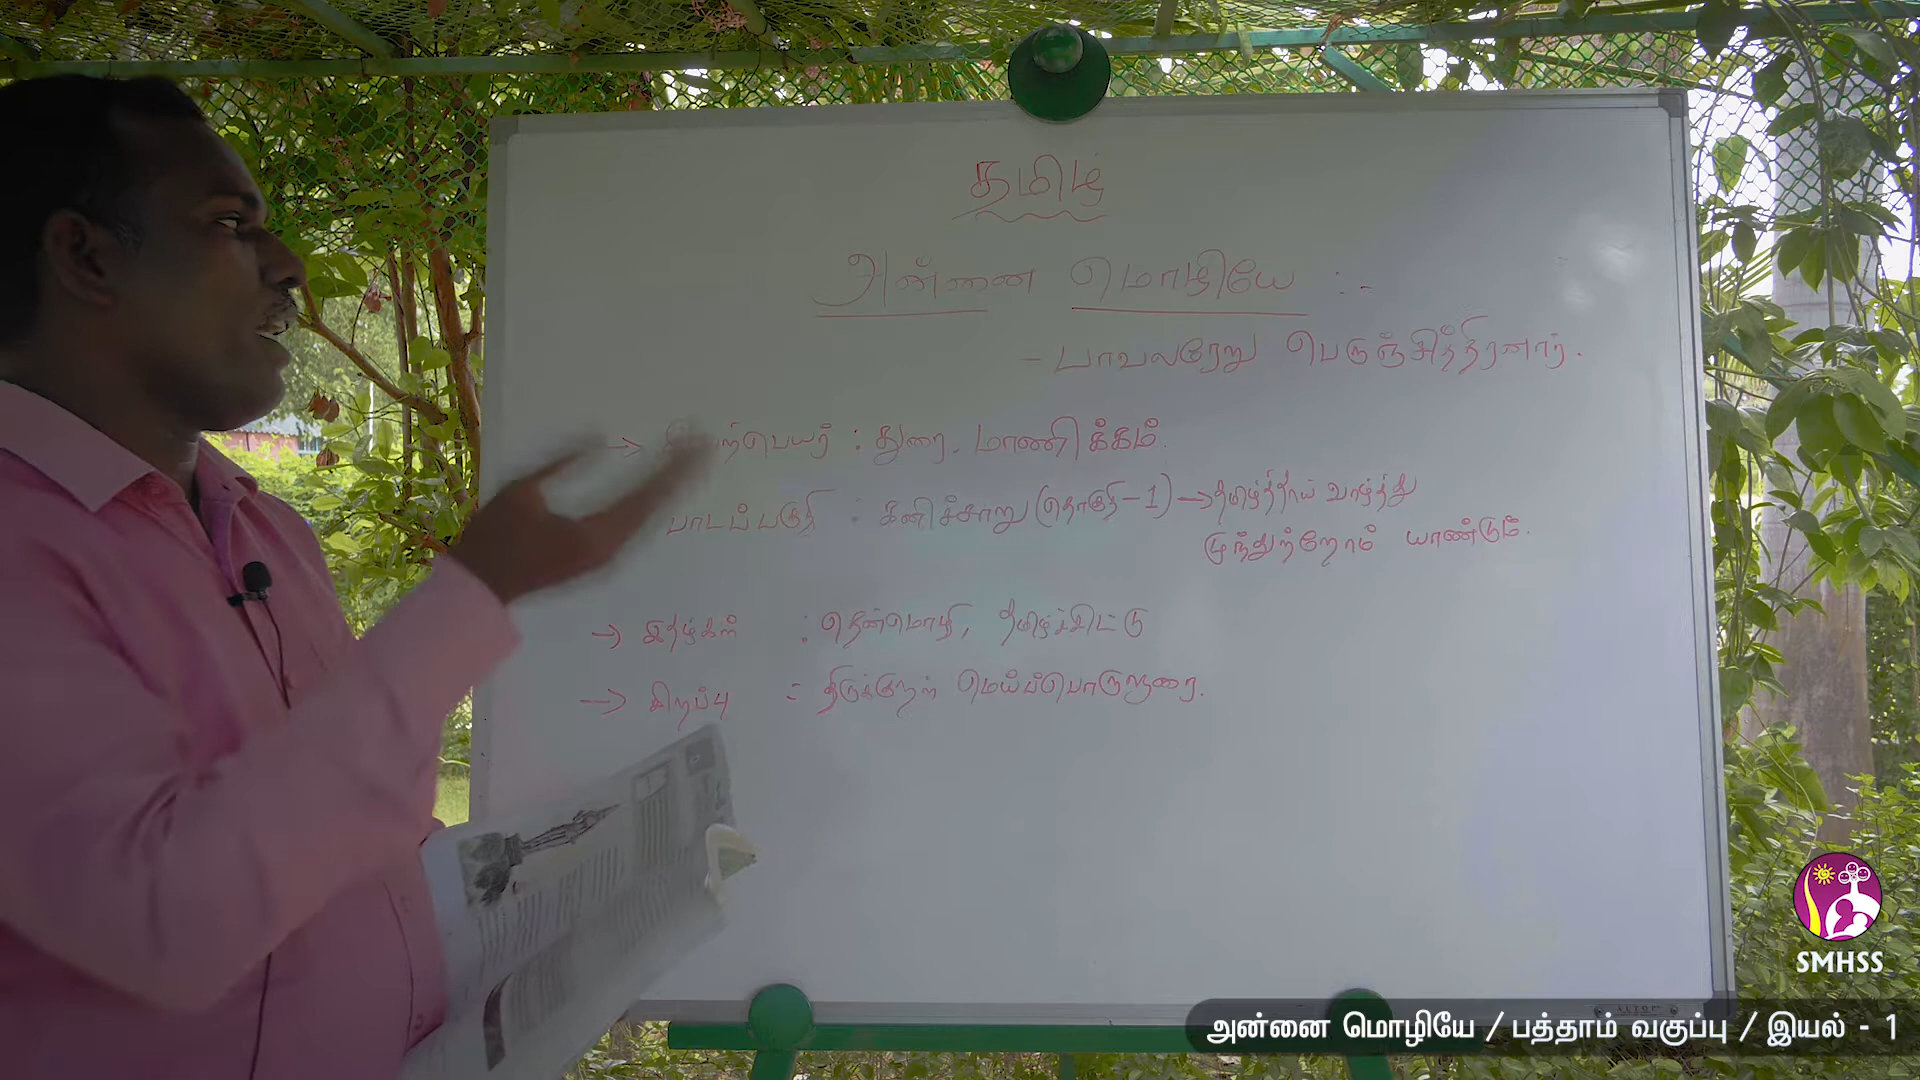 தமிழ்
அன்னை மொழியே :-
- பாவலரேறு பெருஞ்சித்திரனார்.
→ இயற்பெயர் : துரை. மாணிக்கம்.
பாடப்பகுதி : கனிச்சாறு (தொகுதி-1) → தமிழ்த்தாய் வாழ்த்து
முந்துற்றோம் யாண்டும்.
→ இதழ்கள் : தென்மொழி, தமிழ்ச்சிட்டு
→ சிறப்பு : திருக்குறள் மெய்ப்பொருளுரை.
SMHSS
அன்னை மொழியே / பத்தாம் வகுப்பு / இயல் - 1